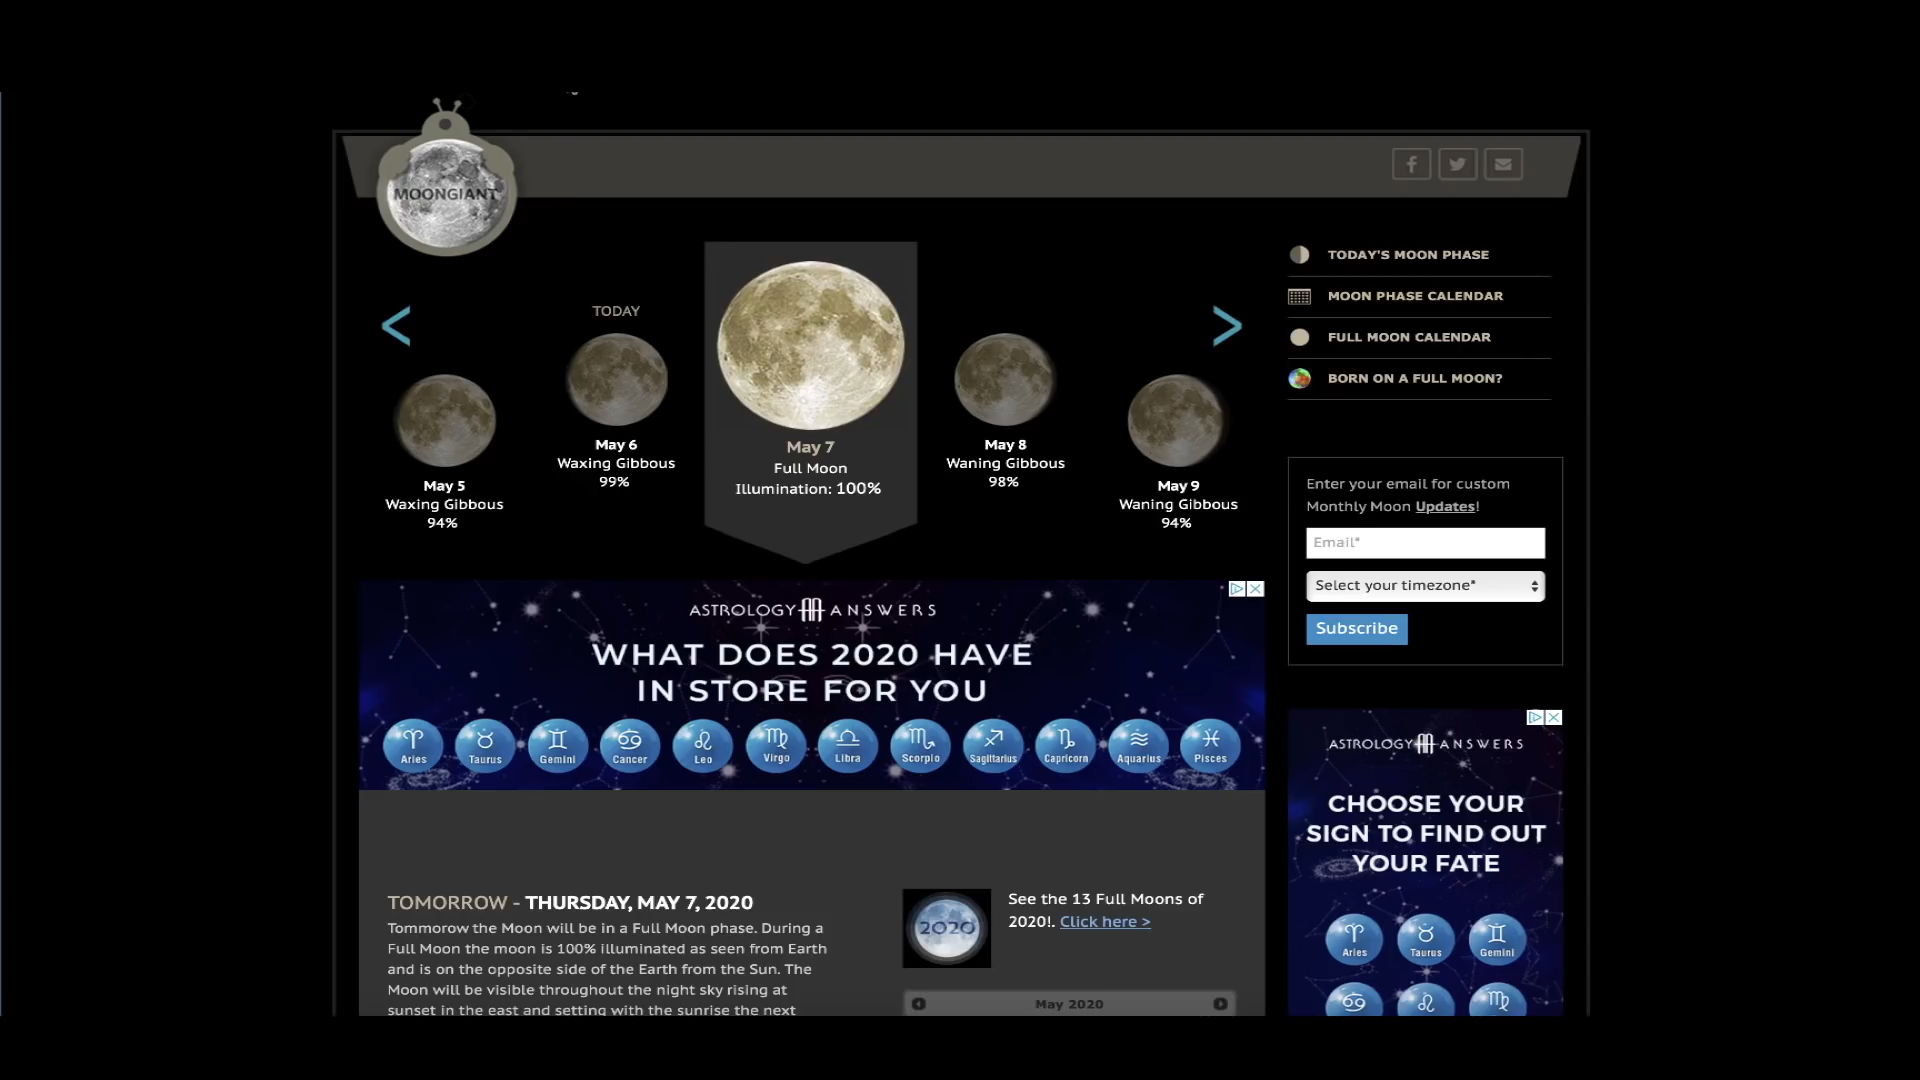 MOONGIANT
TODAY
May 5
Waxing Gibbous
94%
May 6
Waxing Gibbous
99%
May 7
Full Moon
Illumination: 100%
May 8
Waning Gibbous
98%
May 9
Waning Gibbous
94%
TODAY'S MOON PHASE
MOON PHASE CALENDAR
FULL MOON CALENDAR
BORN ON A FULL MOON?
Enter your email for custom
Monthly Moon Updates!
Email*
Select your timezone*
Subscribe
ASTROLOGY ANSWERS
WHAT DOES 2020 HAVE
IN STORE FOR YOU
Aries Taurus Gemini Cancer Leo Virgo Libra Scorpio Sagittarius Capricorn Aquarius Pisces
TOMORROW - THURSDAY, MAY 7, 2020
Tommorow the Moon will be in a Full Moon phase. During a
Full Moon the moon is 100% illuminated as seen from Earth
and is on the opposite side of the Earth from the Sun. The
Moon will be visible throughout the night sky rising at
sunset in the east and setting with the sunrise the next
2020
See the 13 Full Moons of
2020!. Click here >
May 2020
ASTROLOGY ANSWERS
CHOOSE YOUR
SIGN TO FIND OUT
YOUR FATE
Aries Taurus Gemini